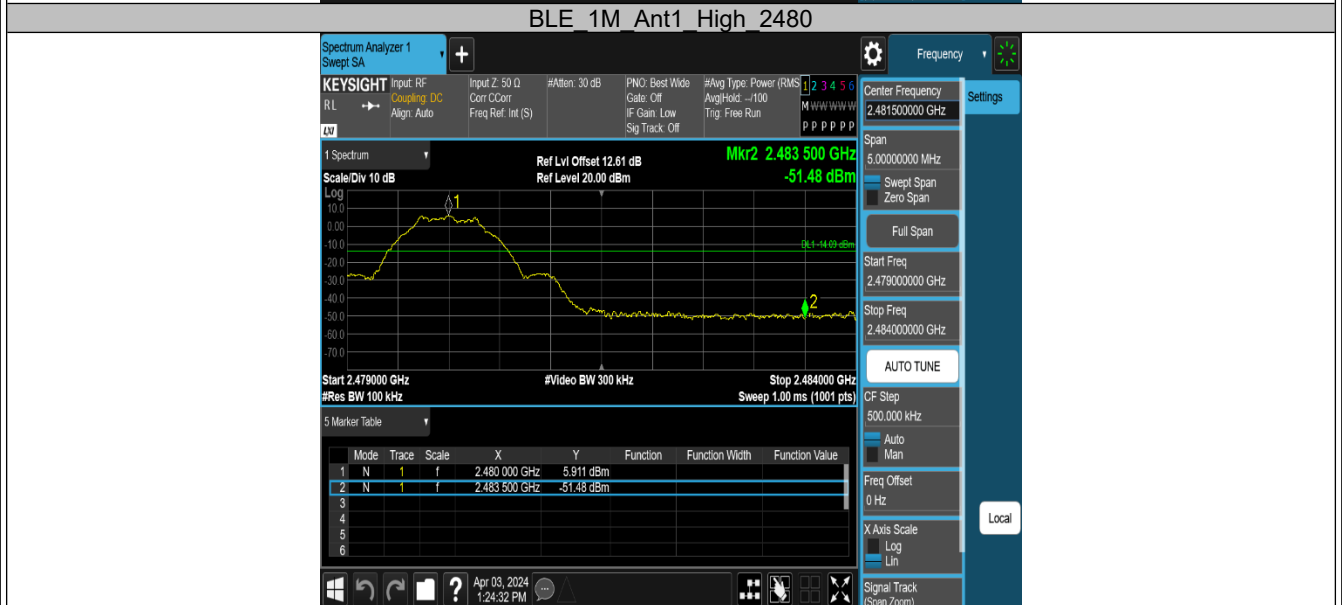 BLE_1M_Ant1_High_2480
Spectrum Analyzer 1
Swept SA
+
Frequency
KEYSIGHT Input: RF
RL
Coupling: DC
Align: Auto
LXI
Input Z: 50 Ω
Corr CCorr
Freq Ref: Int (S)
#Atten: 30 dB
PNO: Best Wide
Gate: Off
IF Gain: Low
Sig Track: Off
#Avg Type: Power (RMS
Avg|Hold: --/100
Trig: Free Run
1 2 3 4 5 6
M W W W W W
P P P P P P
Center Frequency
2.481500000 GHz
Settings
Span
5.00000000 MHz
Swept Span
Zero Span
Full Span
Start Freq
2.479000000 GHz
Stop Freq
2.484000000 GHz
AUTO TUNE
CF Step
500.000 kHz
Auto
Man
Freq Offset
0 Hz
X Axis Scale
Log
Lin
Signal Track
(Span Zoom)
Local
1 Spectrum
Scale/Div 10 dB
Ref Lvl Offset 12.61 dB
Ref Level 20.00 dBm
Mkr2 2.483 500 GHz
-51.48 dBm
Log
10.0
0.00
-10.0
-20.0
-30.0
-40.0
-50.0
-60.0
-70.0
1
DL1 -14.09 dBm
2
Start 2.479000 GHz
#Res BW 100 kHz
#Video BW 300 kHz
Stop 2.484000 GHz
Sweep 1.00 ms (1001 pts)
5 Marker Table
Mode Trace Scale X Y Function Function Width Function Value
1 N 1 f 2.480 000 GHz 5.911 dBm
2 N 1 f 2.483 500 GHz -51.48 dBm
3
4
5
6
?
Apr 03, 2024
1:24:32 PM